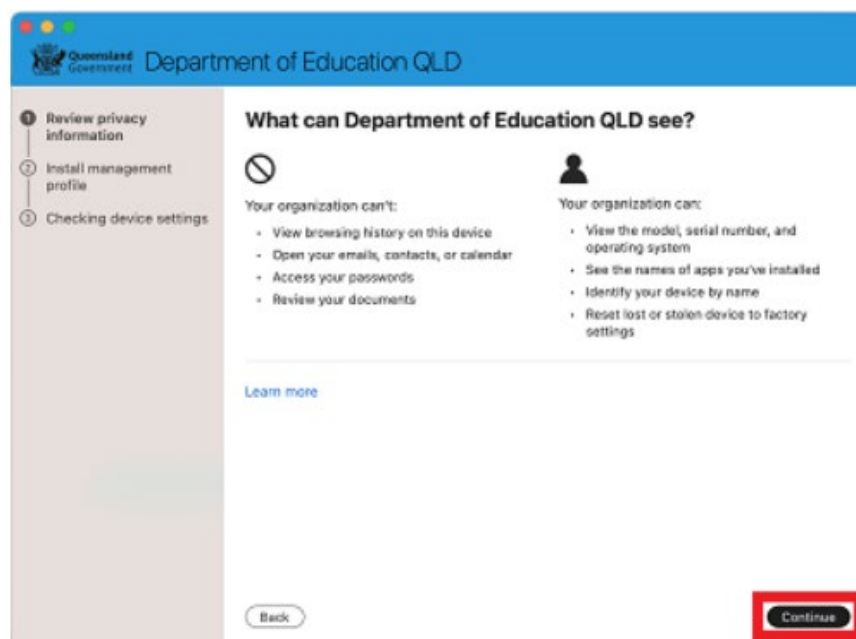 Queensland
Government
Department of Education QLD
1 Review privacy
information
2 Install management
profile
3 Checking device settings
What can Department of Education QLD see?
Your organization can't:
• View browsing history on this device
• Open your emails, contacts, or calendar
• Access your passwords
• Review your documents
Your organization can:
• View the model, serial number, and
operating system
• See the names of apps you've installed
• Identify your device by name
• Reset lost or stolen device to factory
settings
Learn more
Back
Continue